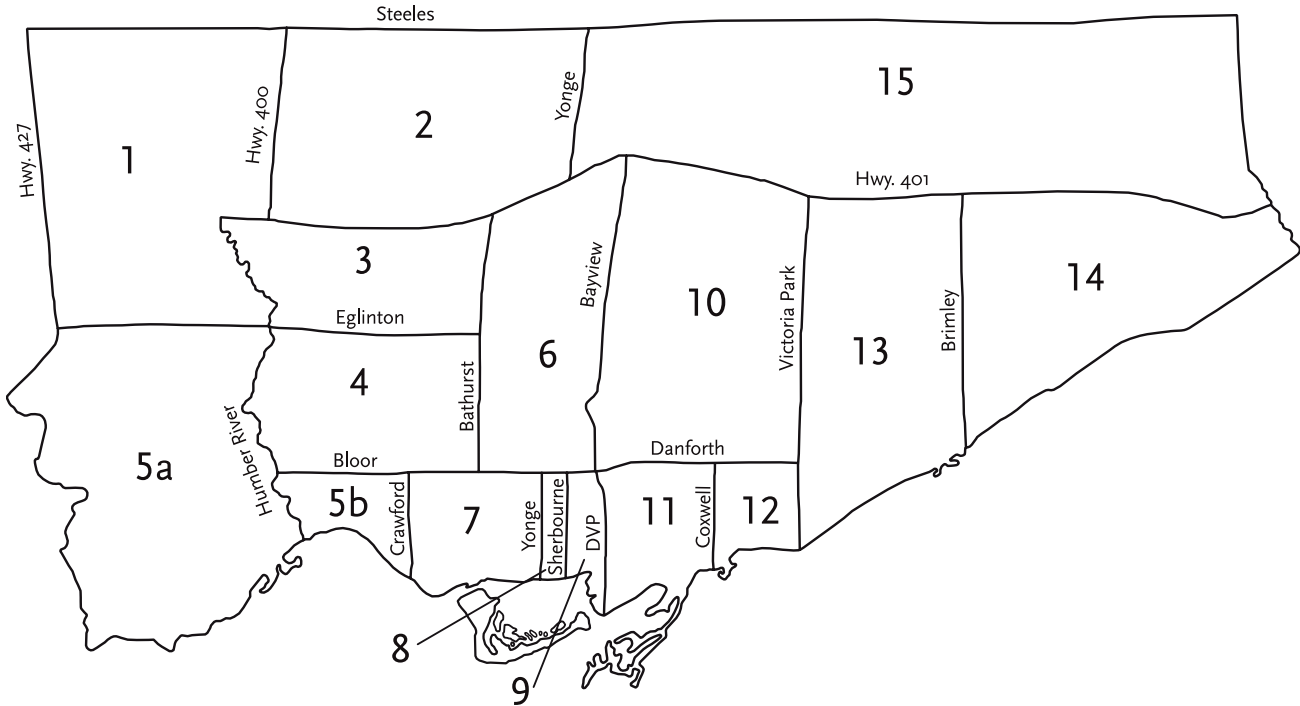 Steeles
Hwy. 427
1
Hwy. 400
2
Yonge
15
Hwy. 401
3
Eglinton
4
Bathurst
6
Bayview
10
Victoria Park
13
Brimley
14
5a
Humber River
Bloor
Danforth
5b
Crawford
7
Yonge
Sherbourne
DVP
11
Coxwell
12
8
9